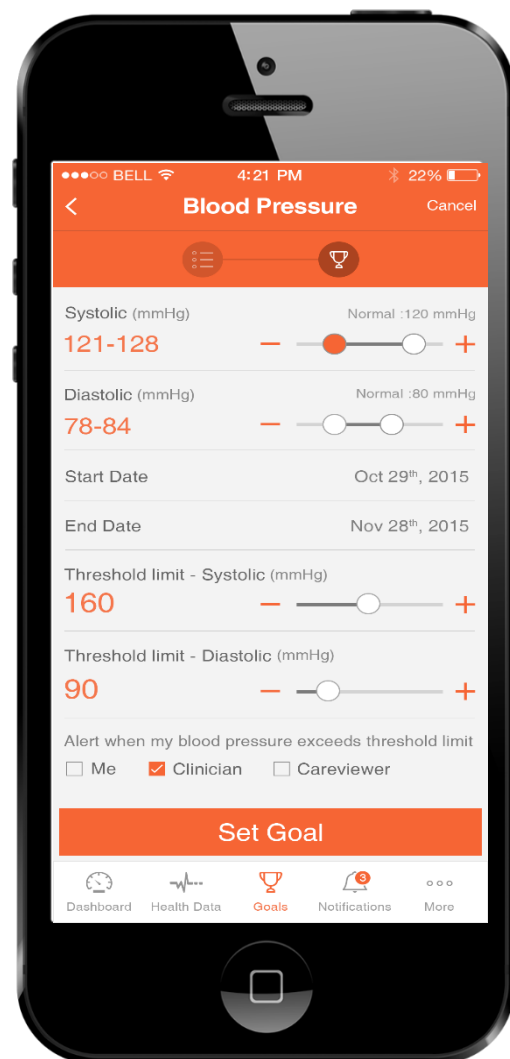 BELL 4:21 PM 22%
Blood Pressure Cancel
Systolic (mmHg) Normal :120 mmHg
121-128
Diastolic (mmHg) Normal :80 mmHg
78-84
Start Date Oct 29th, 2015
End Date Nov 28th, 2015
Threshold limit - Systolic (mmHg)
160
Threshold limit - Diastolic (mmHg)
90
Alert when my blood pressure exceeds threshold limit
Me Clinician Careviewer
Set Goal
3
Dashboard Health Data Goals Notifications More